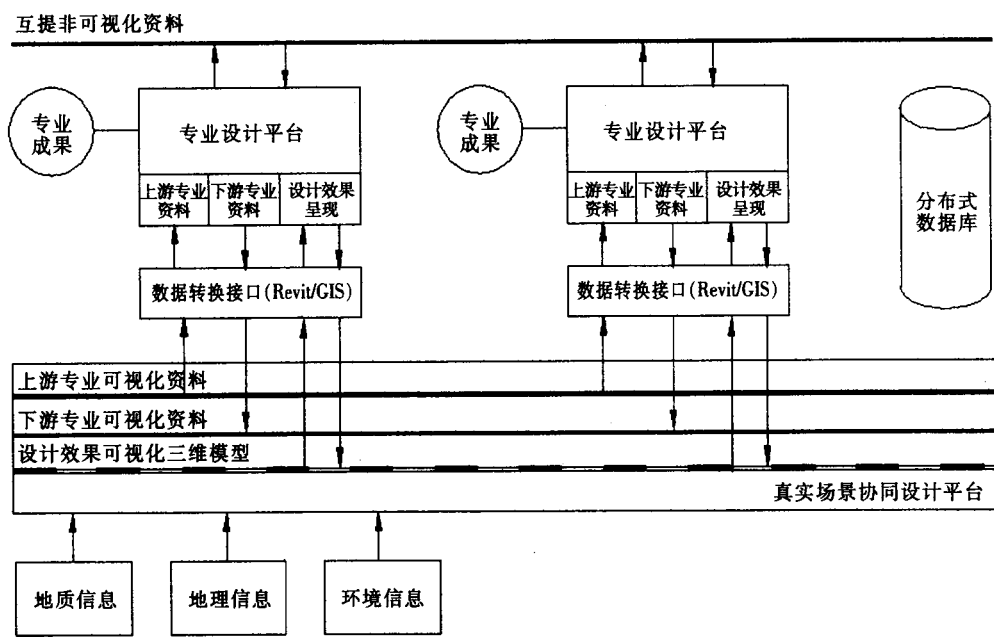 互提非可视化资料
专业
成果
专业设计平台
上游专业
资料
下游专业
资料
设计效果
呈现
数据转换接口(Revit/GIS)
专业
成果
专业设计平台
上游专业
资料
下游专业
资料
设计效果
呈现
数据转换接口(Revit/GIS)
分布式
数据库
上游专业可视化资料
下游专业可视化资料
设计效果可视化三维模型
真实场景协同设计平台
地质信息
地理信息
环境信息